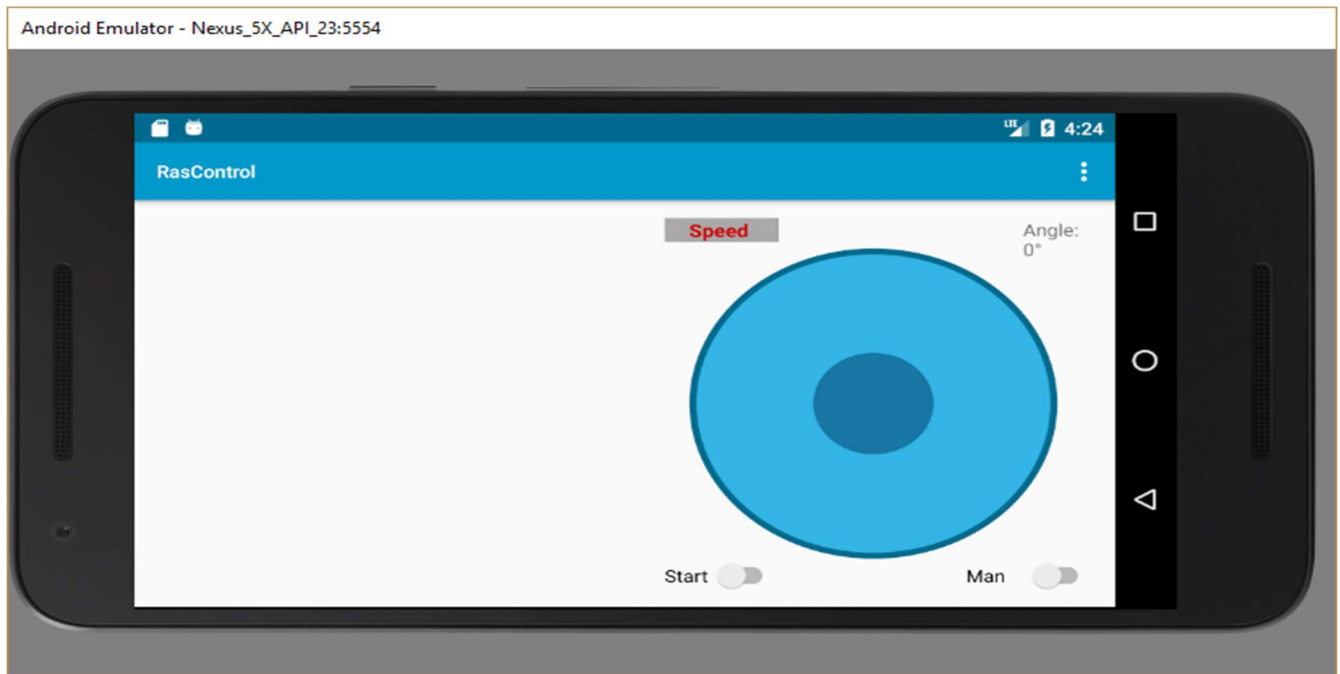 Android Emulator - Nexus_5X_API_23:5554
LTE 4:24
RasControl
Speed
Angle:
0°
Start
Man